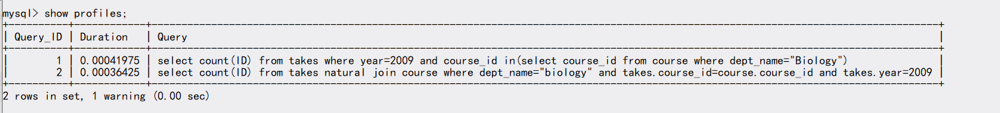 mysql> show profiles;
+----------+------------+----------------------------------------------------------------------------------------------------------------------------------+
| Query_ID | Duration   | Query                                                                                                                            |
+----------+------------+----------------------------------------------------------------------------------------------------------------------------------+
|        1 | 0.00041975 | select count(ID) from takes where year=2009 and course_id in(select course_id from course where dept_name="Biology")             |
|        2 | 0.00036425 | select count(ID) from takes natural join course where dept_name="biology" and takes.course_id=course.course_id and takes.year=2009 |
+----------+------------+----------------------------------------------------------------------------------------------------------------------------------+
2 rows in set, 1 warning (0.00 sec)